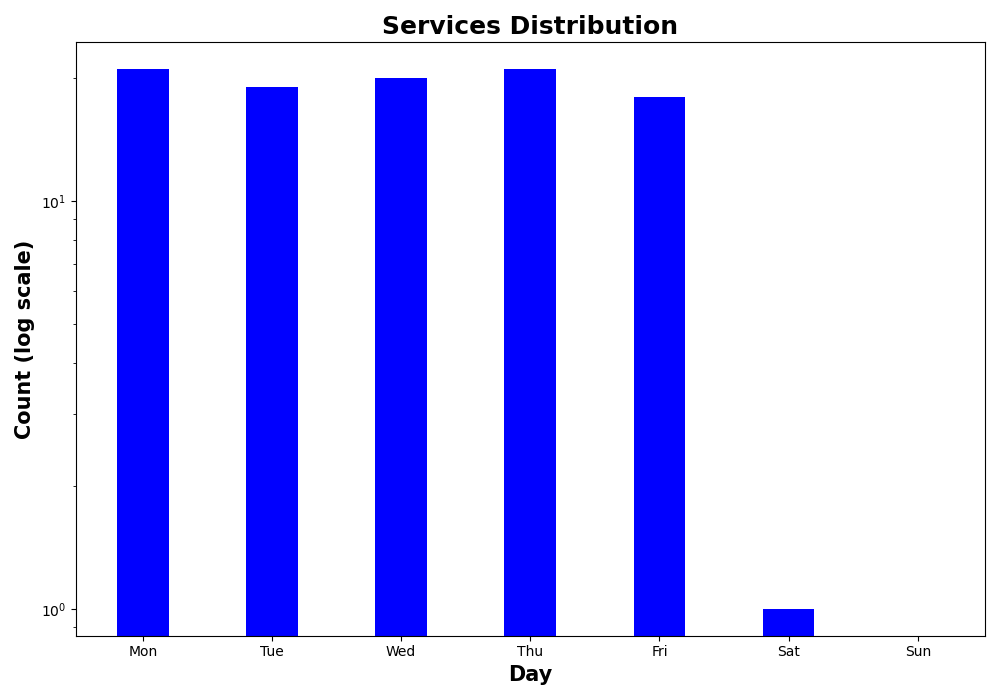 Services Distribution
Count (log scale)
10¹
10⁰
Mon Tue Wed Thu Fri Sat Sun
Day